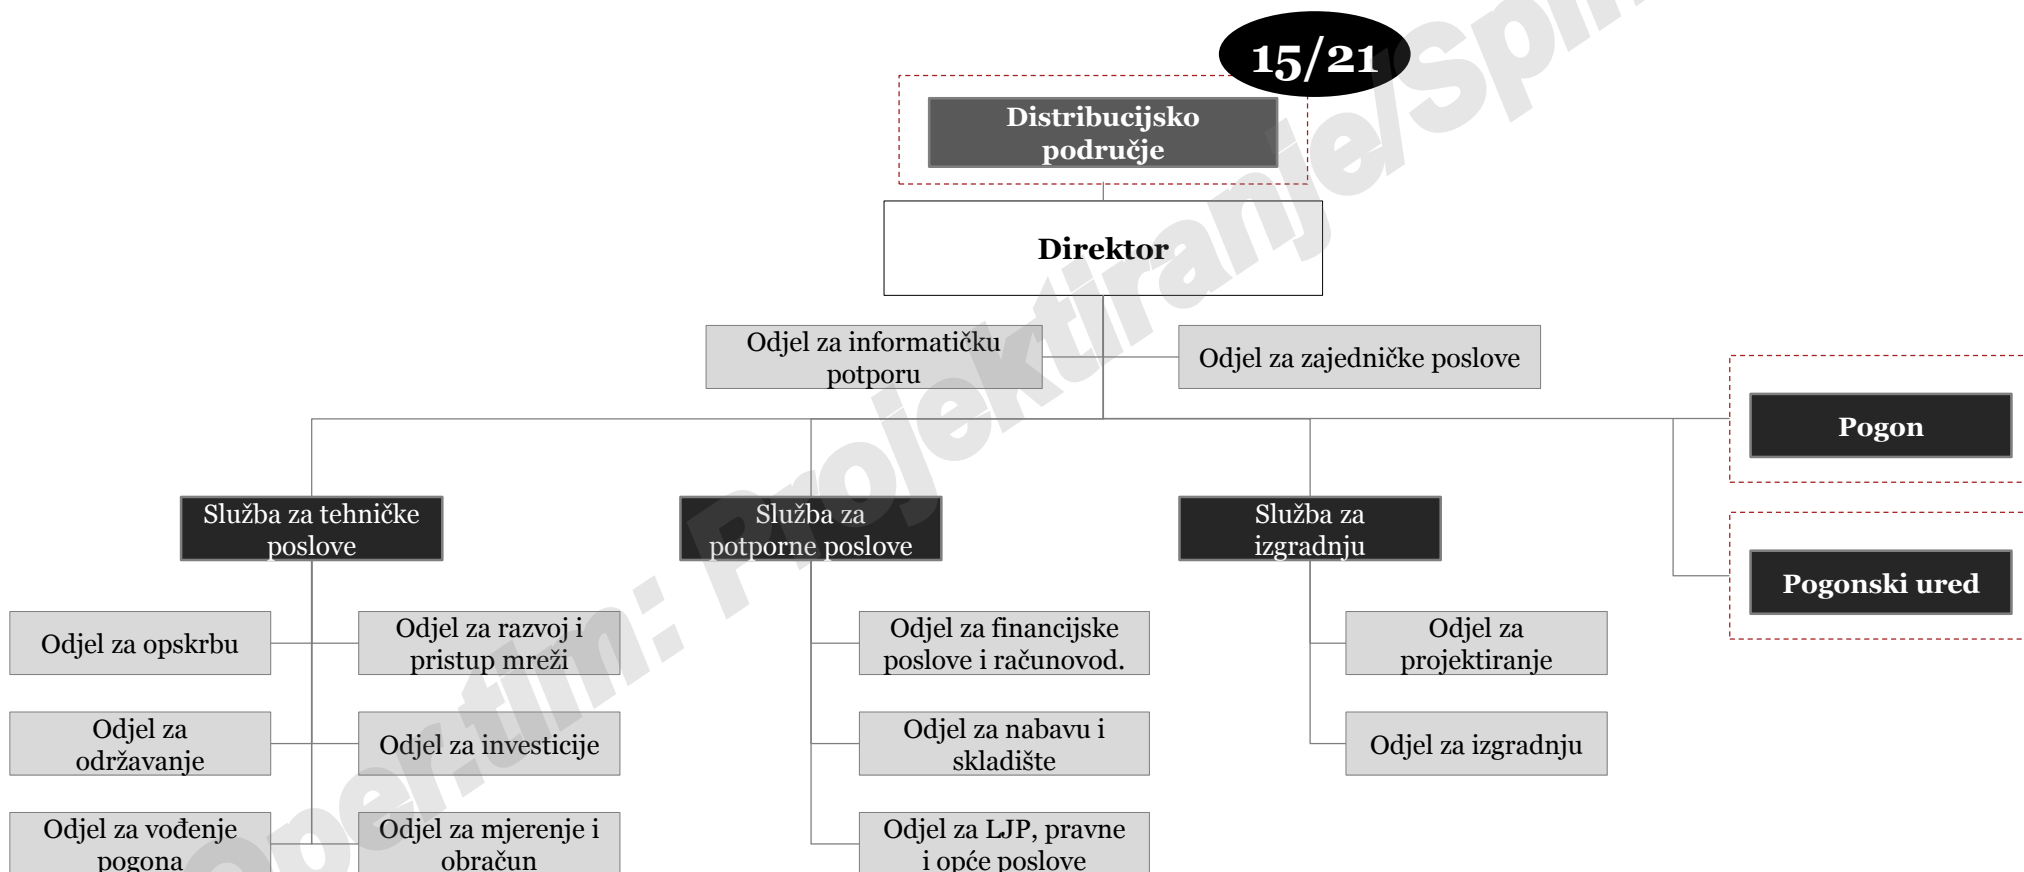 15/21
Distribucijsko
područje
Direktor
Odjel za informatičku
potporu
Odjel za zajedničke poslove
Pogon
Pogonski ured
Služba za tehničke
poslove
Služba za
potporne poslove
Služba za
izgradnju
Odjel za opskrbu
Odjel za razvoj i
pristup mreži
Odjel za financijske
poslove i računovod.
Odjel za
projektiranje
Odjel za
održavanje
Odjel za investicije
Odjel za nabavu i
skladište
Odjel za izgradnju
Odjel za vođenje
pogona
Odjel za mjerenje i
obračun
Odjel za LJP, pravne
i opće poslove
Oper.tim: Projektiranje/